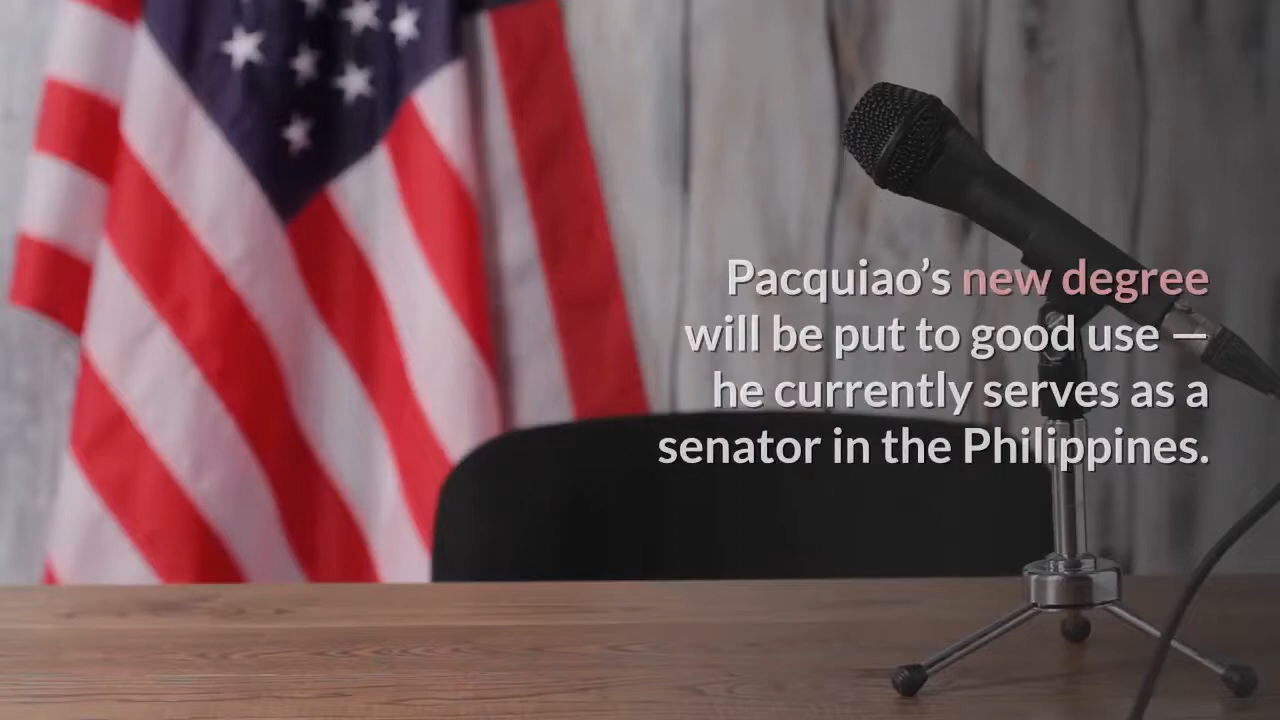 Pacquiao’s new degree
will be put to good use —
he currently serves as a
senator in the Philippines.